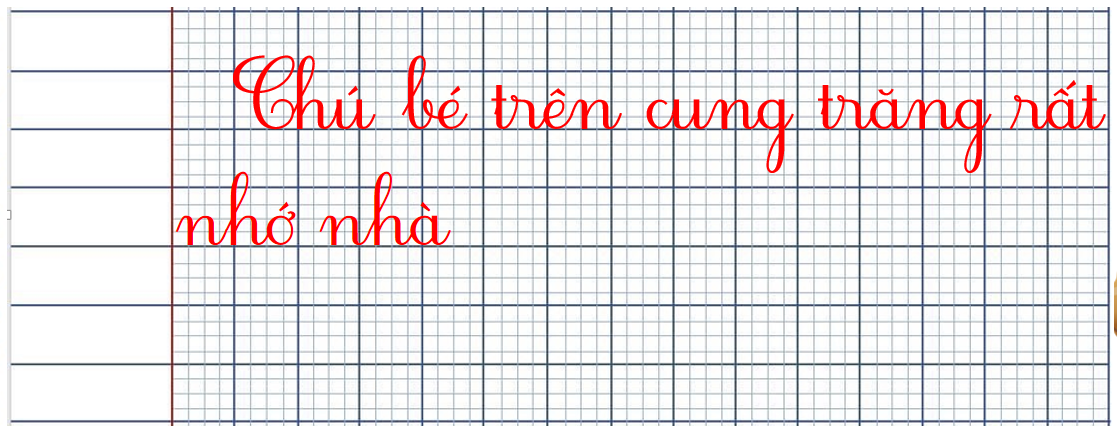 Chú bé trên cung trăng rất
nhớ nhà